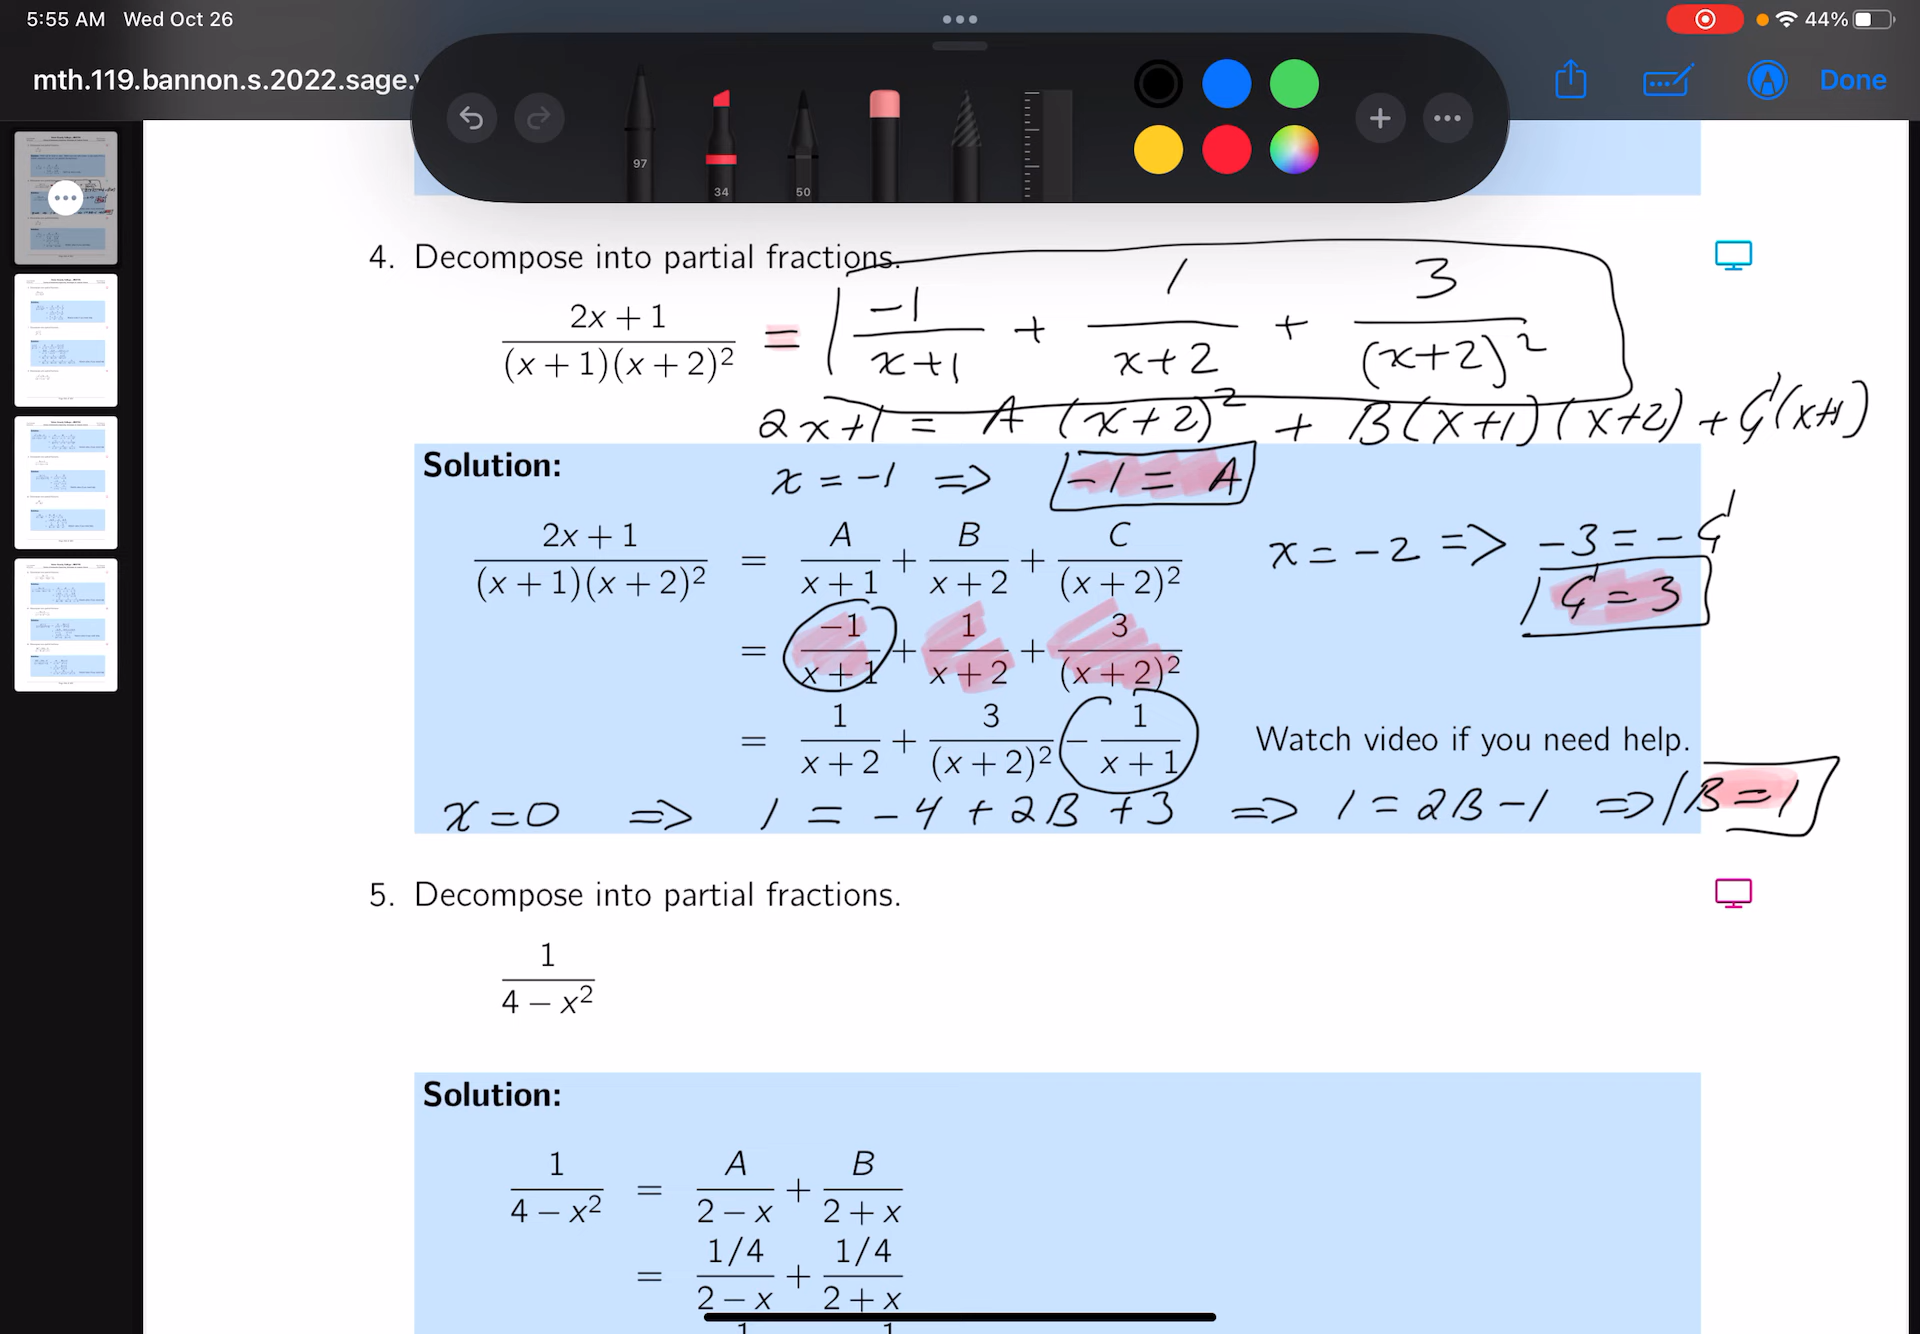 5:55 AM Wed Oct 26
44%
mth.119.bannon.s.2022.sage.
Done
97
34
50
4. Decompose into partial fractions.
(2x + 1)/((x + 1)(x + 2)²) = -1/(x+1) + 1/(x+2) + 3/(x+2)²
2x+1 = A(x+2)² + B(x+1)(x+2) + C(x+1)
Solution:
x = -1 => -1 = A
(2x + 1)/((x + 1)(x + 2)²) = A/(x + 1) + B/(x + 2) + C/(x + 2)²
x = -2 => -3 = -C
C = 3
= -1/(x + 1) + 1/(x + 2) + 3/(x + 2)²
= 1/(x + 2) + 3/(x + 2)² − 1/(x + 1)
Watch video if you need help.
x=0 => 1 = -4 + 2B + 3 => 1 = 2B - 1 => B = 1
5. Decompose into partial fractions.
1/(4 − x²)
Solution:
1/(4 − x²) = A/(2 − x) + B/(2 + x)
= (1/4)/(2 − x) + (1/4)/(2 + x)
1 1